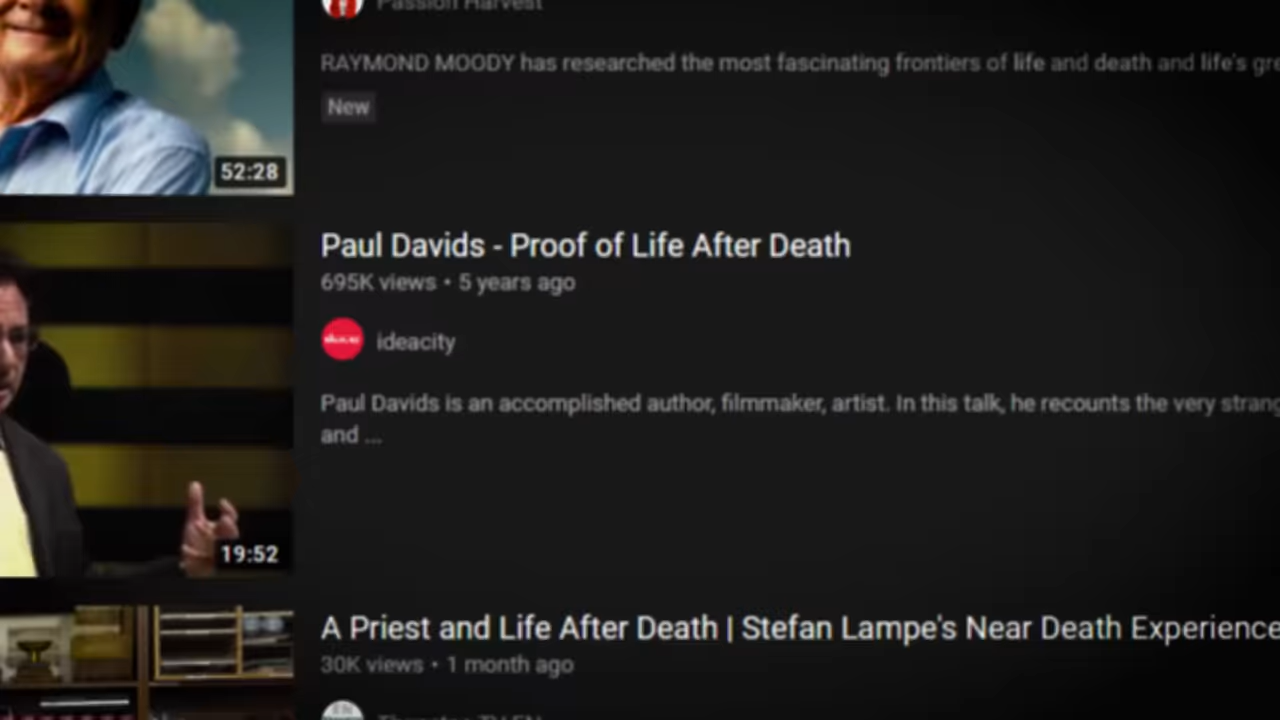 Passion Harvest
RAYMOND MOODY has researched the most fascinating frontiers of life and death and life's gre
New
52:28
Paul Davids - Proof of Life After Death
695K views • 5 years ago
ideacity
Paul Davids is an accomplished author, filmmaker, artist. In this talk, he recounts the very strang
and ...
19:52
A Priest and Life After Death | Stefan Lampe's Near Death Experience
30K views • 1 month ago